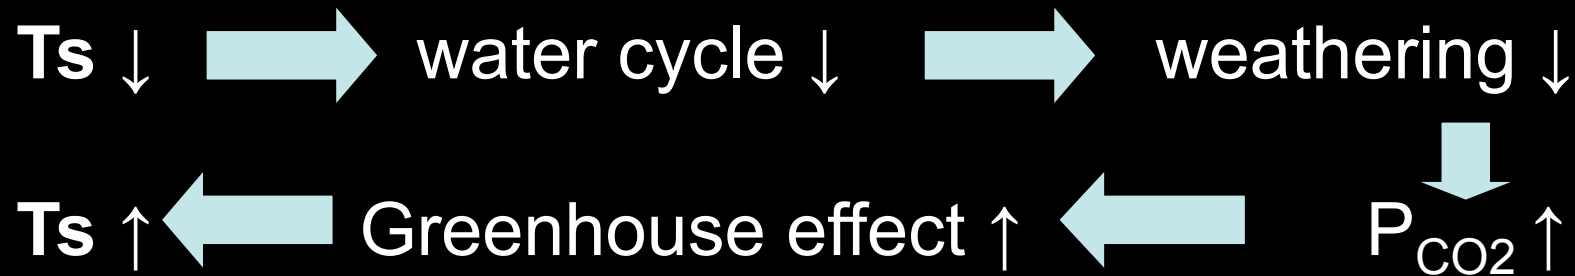 Ts ↓ water cycle ↓ weathering ↓
Ts ↑ Greenhouse effect ↑ P_CO2 ↑